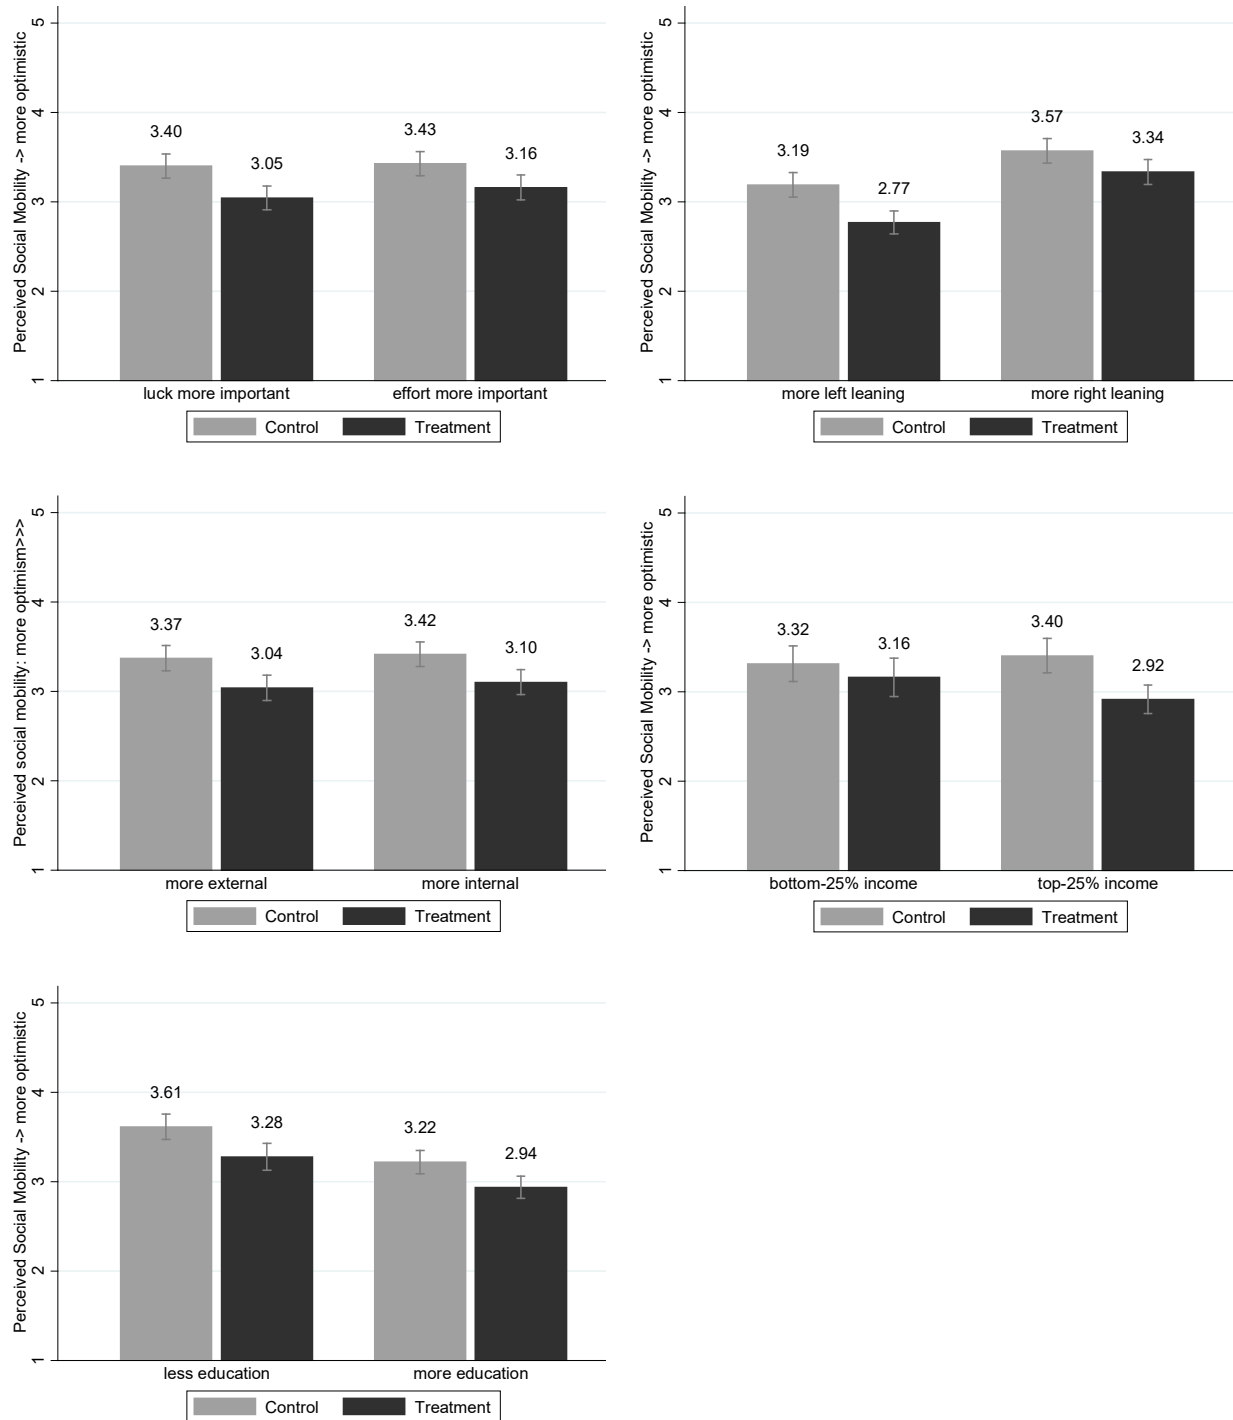 Perceived Social Mobility -> more optimistic
5
4
3
2
1
3.40
3.05
3.43
3.16
luck more important
effort more important
Control
Treatment
Perceived Social Mobility -> more optimistic
5
4
3
2
1
3.19
2.77
3.57
3.34
more left leaning
more right leaning
Control
Treatment
Perceived social mobility: more optimism>>>
5
4
3
2
1
3.37
3.04
3.42
3.10
more external
more internal
Control
Treatment
Perceived Social Mobility -> more optimistic
5
4
3
2
1
3.32
3.16
3.40
2.92
bottom-25% income
top-25% income
Control
Treatment
Perceived Social Mobility -> more optimistic
5
4
3
2
1
3.61
3.28
3.22
2.94
less education
more education
Control
Treatment